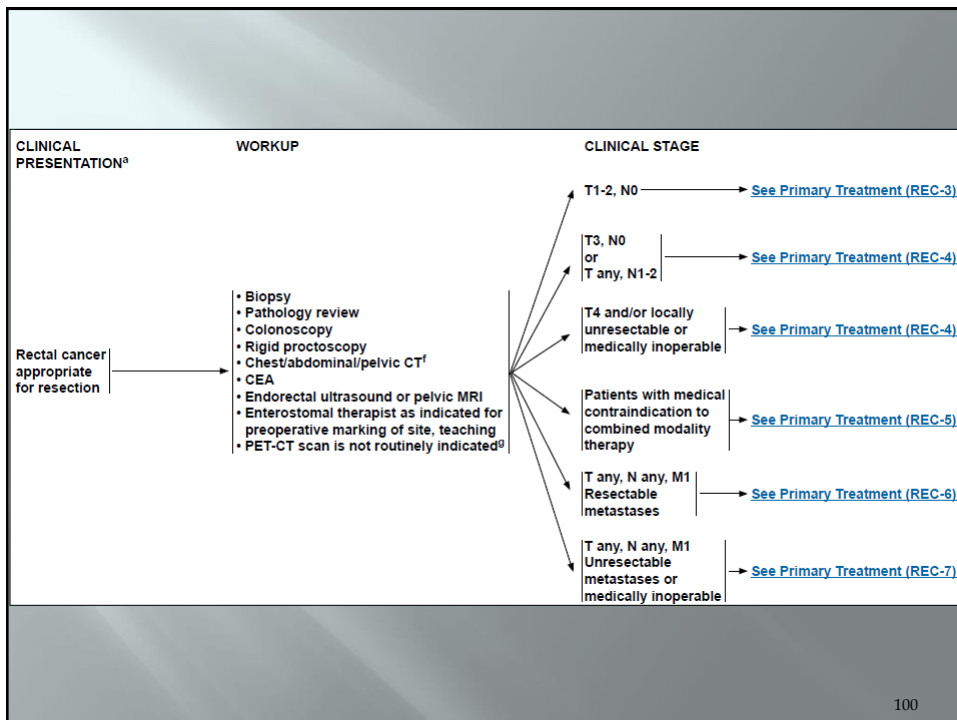 CLINICAL
PRESENTATIONa
WORKUP
CLINICAL STAGE
Rectal cancer
appropriate
for resection
• Biopsy
• Pathology review
• Colonoscopy
• Rigid proctoscopy
• Chest/abdominal/pelvic CTf
• CEA
• Endorectal ultrasound or pelvic MRI
• Enterostomal therapist as indicated for
preoperative marking of site, teaching
• PET-CT scan is not routinely indicatedg
T1-2, N0
See Primary Treatment (REC-3)
T3, N0
or
T any, N1-2
See Primary Treatment (REC-4)
T4 and/or locally
unresectable or
medically inoperable
See Primary Treatment (REC-4)
Patients with medical
contraindication to
combined modality
therapy
See Primary Treatment (REC-5)
T any, N any, M1
Resectable
metastases
See Primary Treatment (REC-6)
T any, N any, M1
Unresectable
metastases or
medically inoperable
See Primary Treatment (REC-7)
100